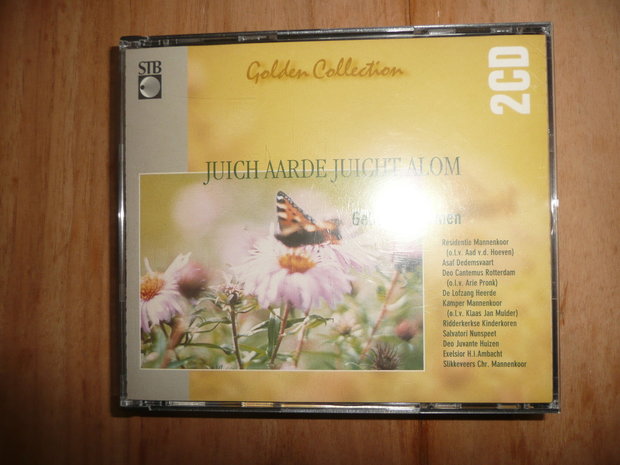 STB
Golden Collection
2CD
JUICH AARDE JUICHT ALOM
Residentie Mannenkoor
(o.l.v. Aad v.d. Hoeven)
Asaf Dedemsvaart
Deo Cantemus Rotterdam
(o.l.v. Arie Pronk)
De Lofzang Heerde
Kamper Mannenkoor
(o.l.v. Klaas Jan Mulder)
Ridderkerkse Kinderkoren
Salvatori Nunspeet
Deo Juvante Huizen
Exelsior H.I.Ambacht
Slikkeveers Chr. Mannenkoor